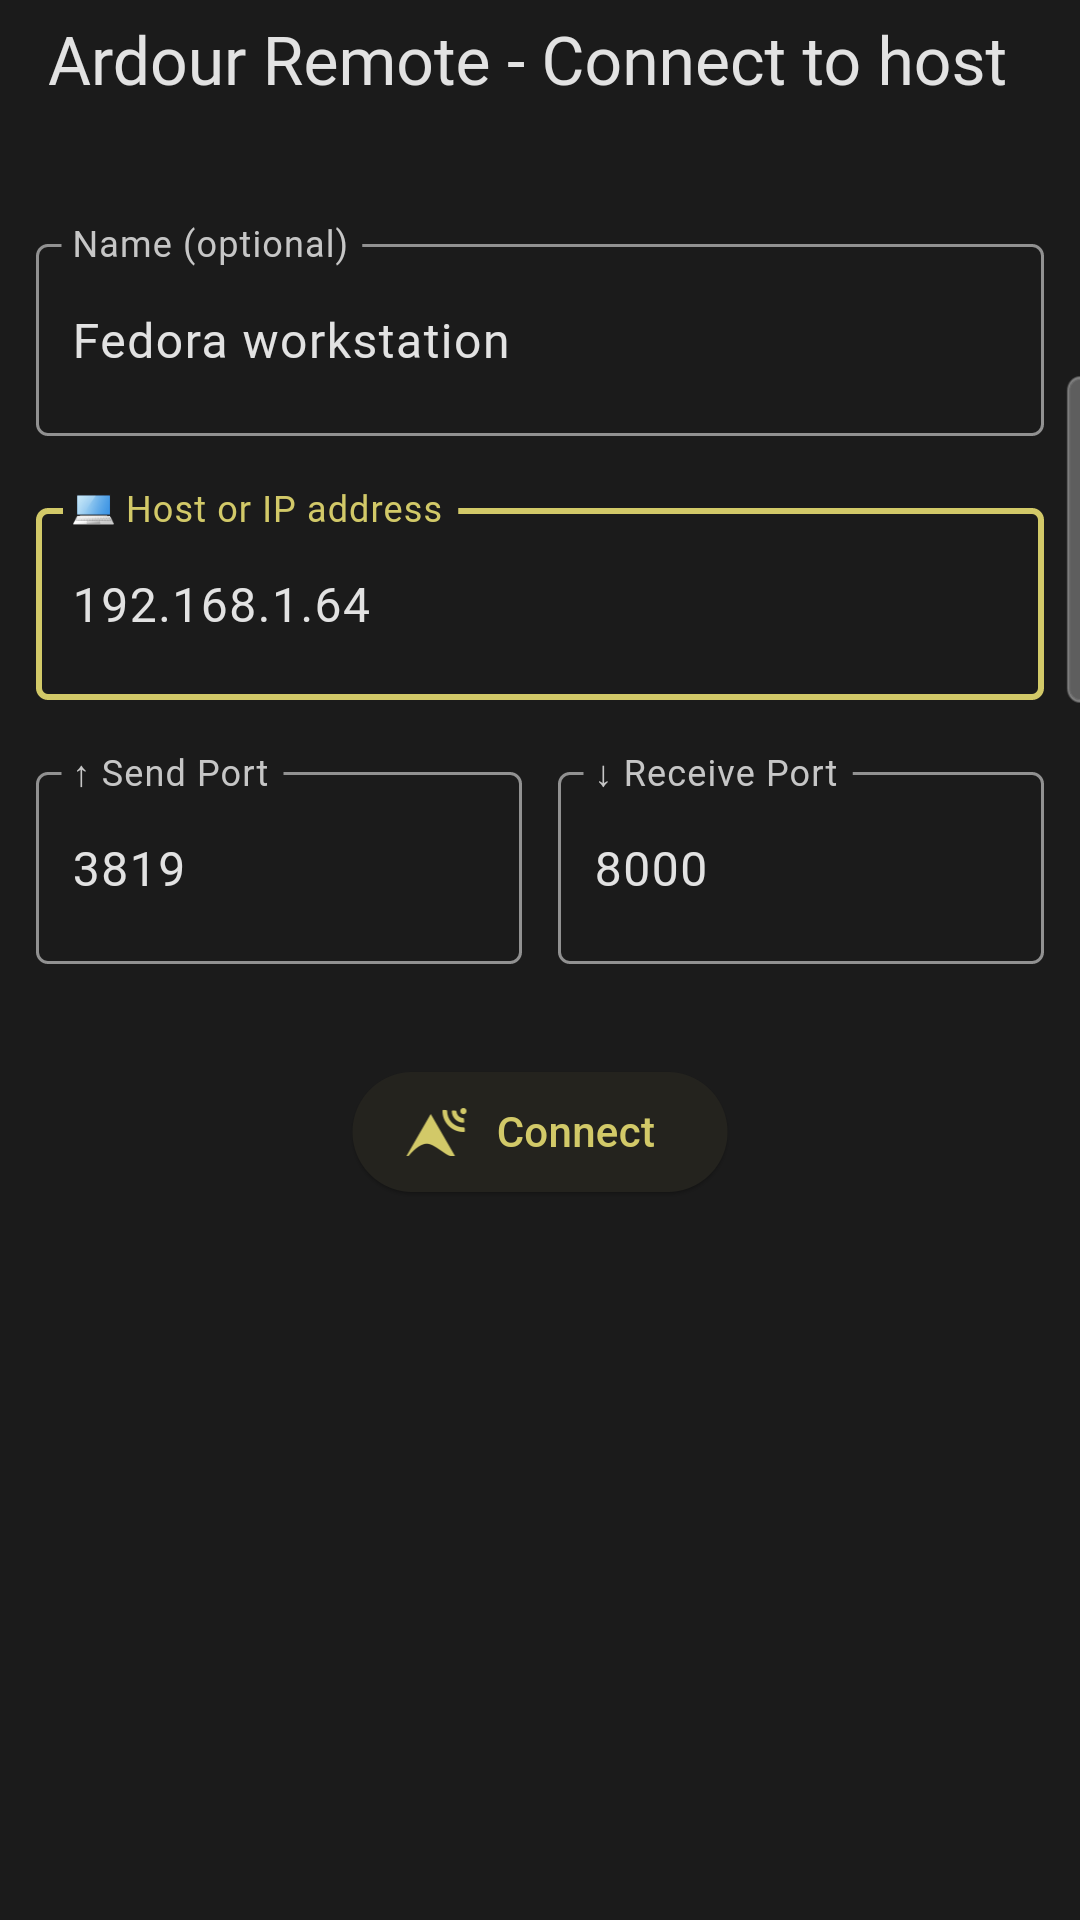 Ardour Remote - Connect to host
Name (optional)
Fedora workstation
💻 Host or IP address
192.168.1.64
↑ Send Port
↓ Receive Port
3819
8000
Connect